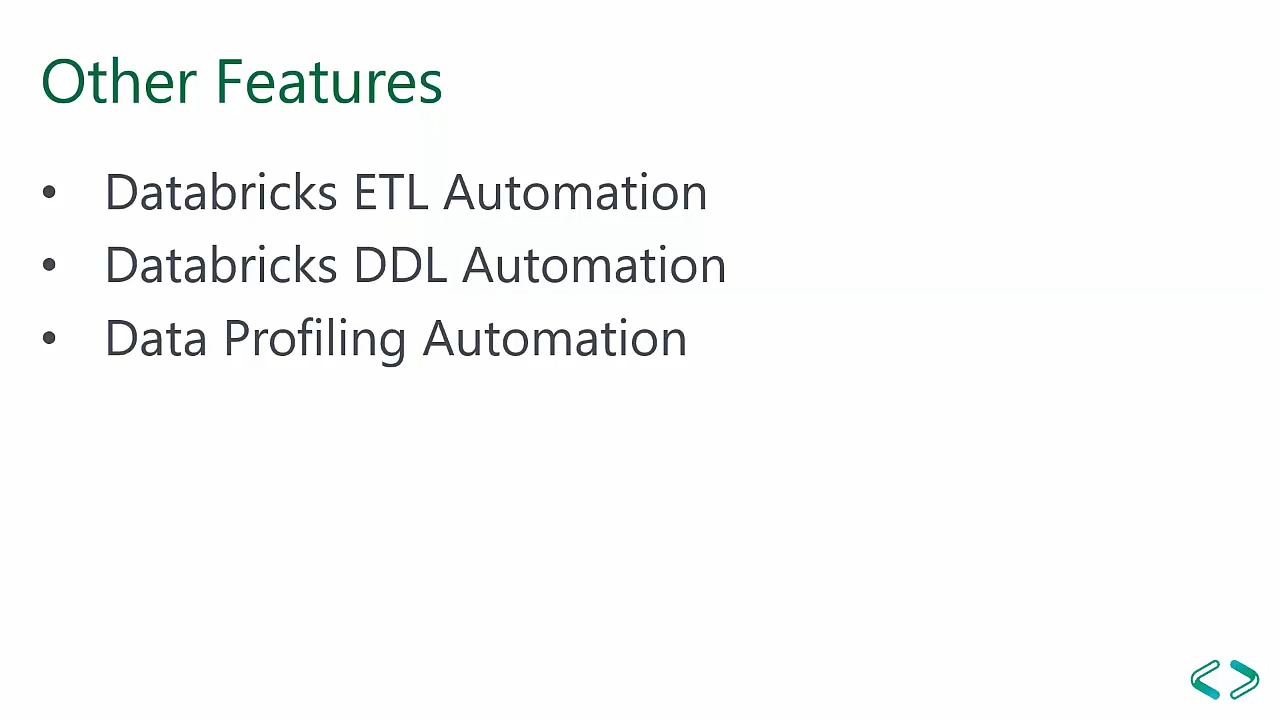 Other Features
• Databricks ETL Automation
• Databricks DDL Automation
• Data Profiling Automation